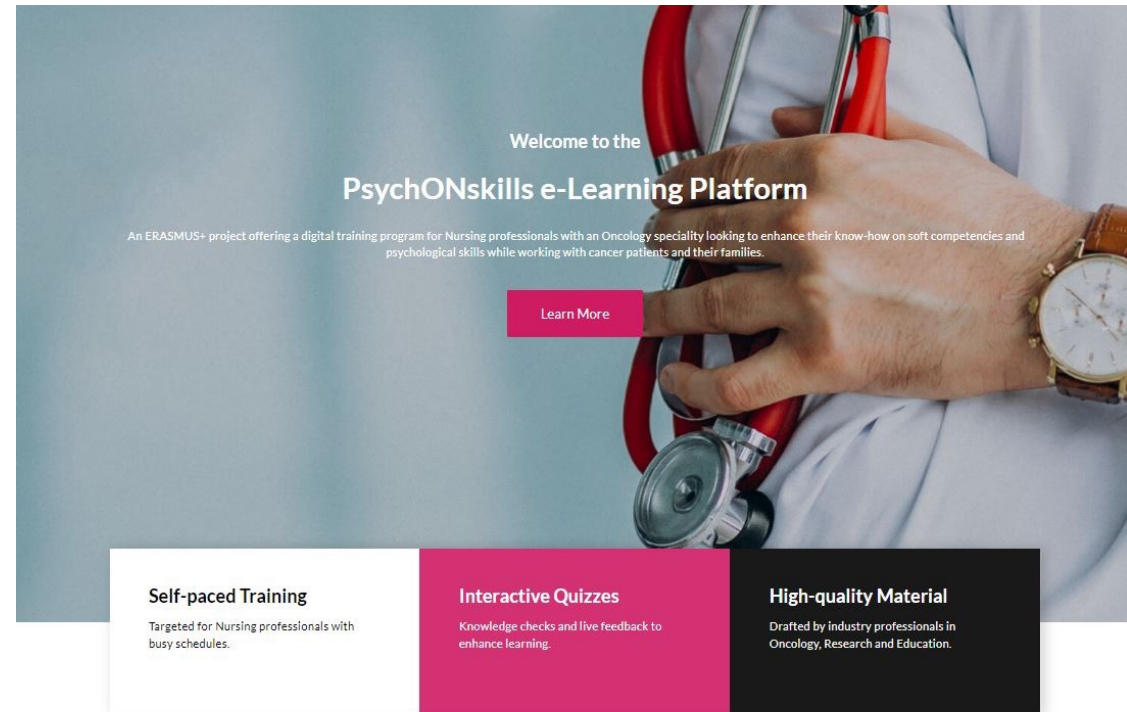 Welcome to the
PsychONskills e-Learning Platform
An ERASMUS+ project offering a digital training program for Nursing professionals with an Oncology speciality looking to enhance their know-how on soft competencies and
psychological skills while working with cancer patients and their families.
Learn More
Self-paced Training
Targeted for Nursing professionals with
busy schedules.
Interactive Quizzes
Knowledge checks and live feedback to
enhance learning.
High-quality Material
Drafted by industry professionals in
Oncology, Research and Education.